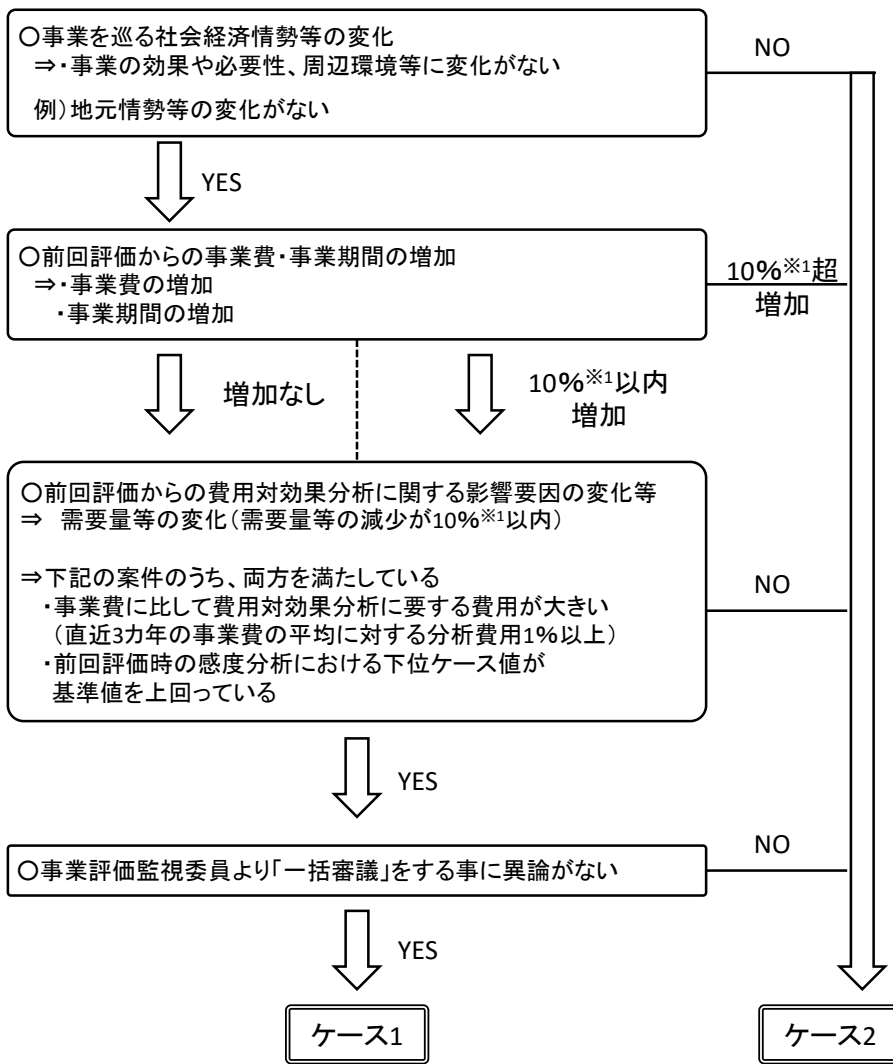 〇事業を巡る社会経済情勢等の変化
⇒・事業の効果や必要性、周辺環境等に変化がない
例)地元情勢等の変化がない
NO
YES
〇前回評価からの事業費・事業期間の増加
⇒・事業費の増加
・事業期間の増加
10%※1超
増加
増加なし
10%※1以内
増加
〇前回評価からの費用対効果分析に関する影響要因の変化等
⇒ 需要量等の変化(需要量等の減少が10%※1以内)
⇒下記の案件のうち、両方を満たしている
・事業費に比して費用対効果分析に要する費用が大きい
(直近3カ年の事業費の平均に対する分析費用1%以上)
・前回評価時の感度分析における下位ケース値が
基準値を上回っている
NO
YES
〇事業評価監視委員より「一括審議」をする事に異論がない
NO
YES
ケース1
ケース2